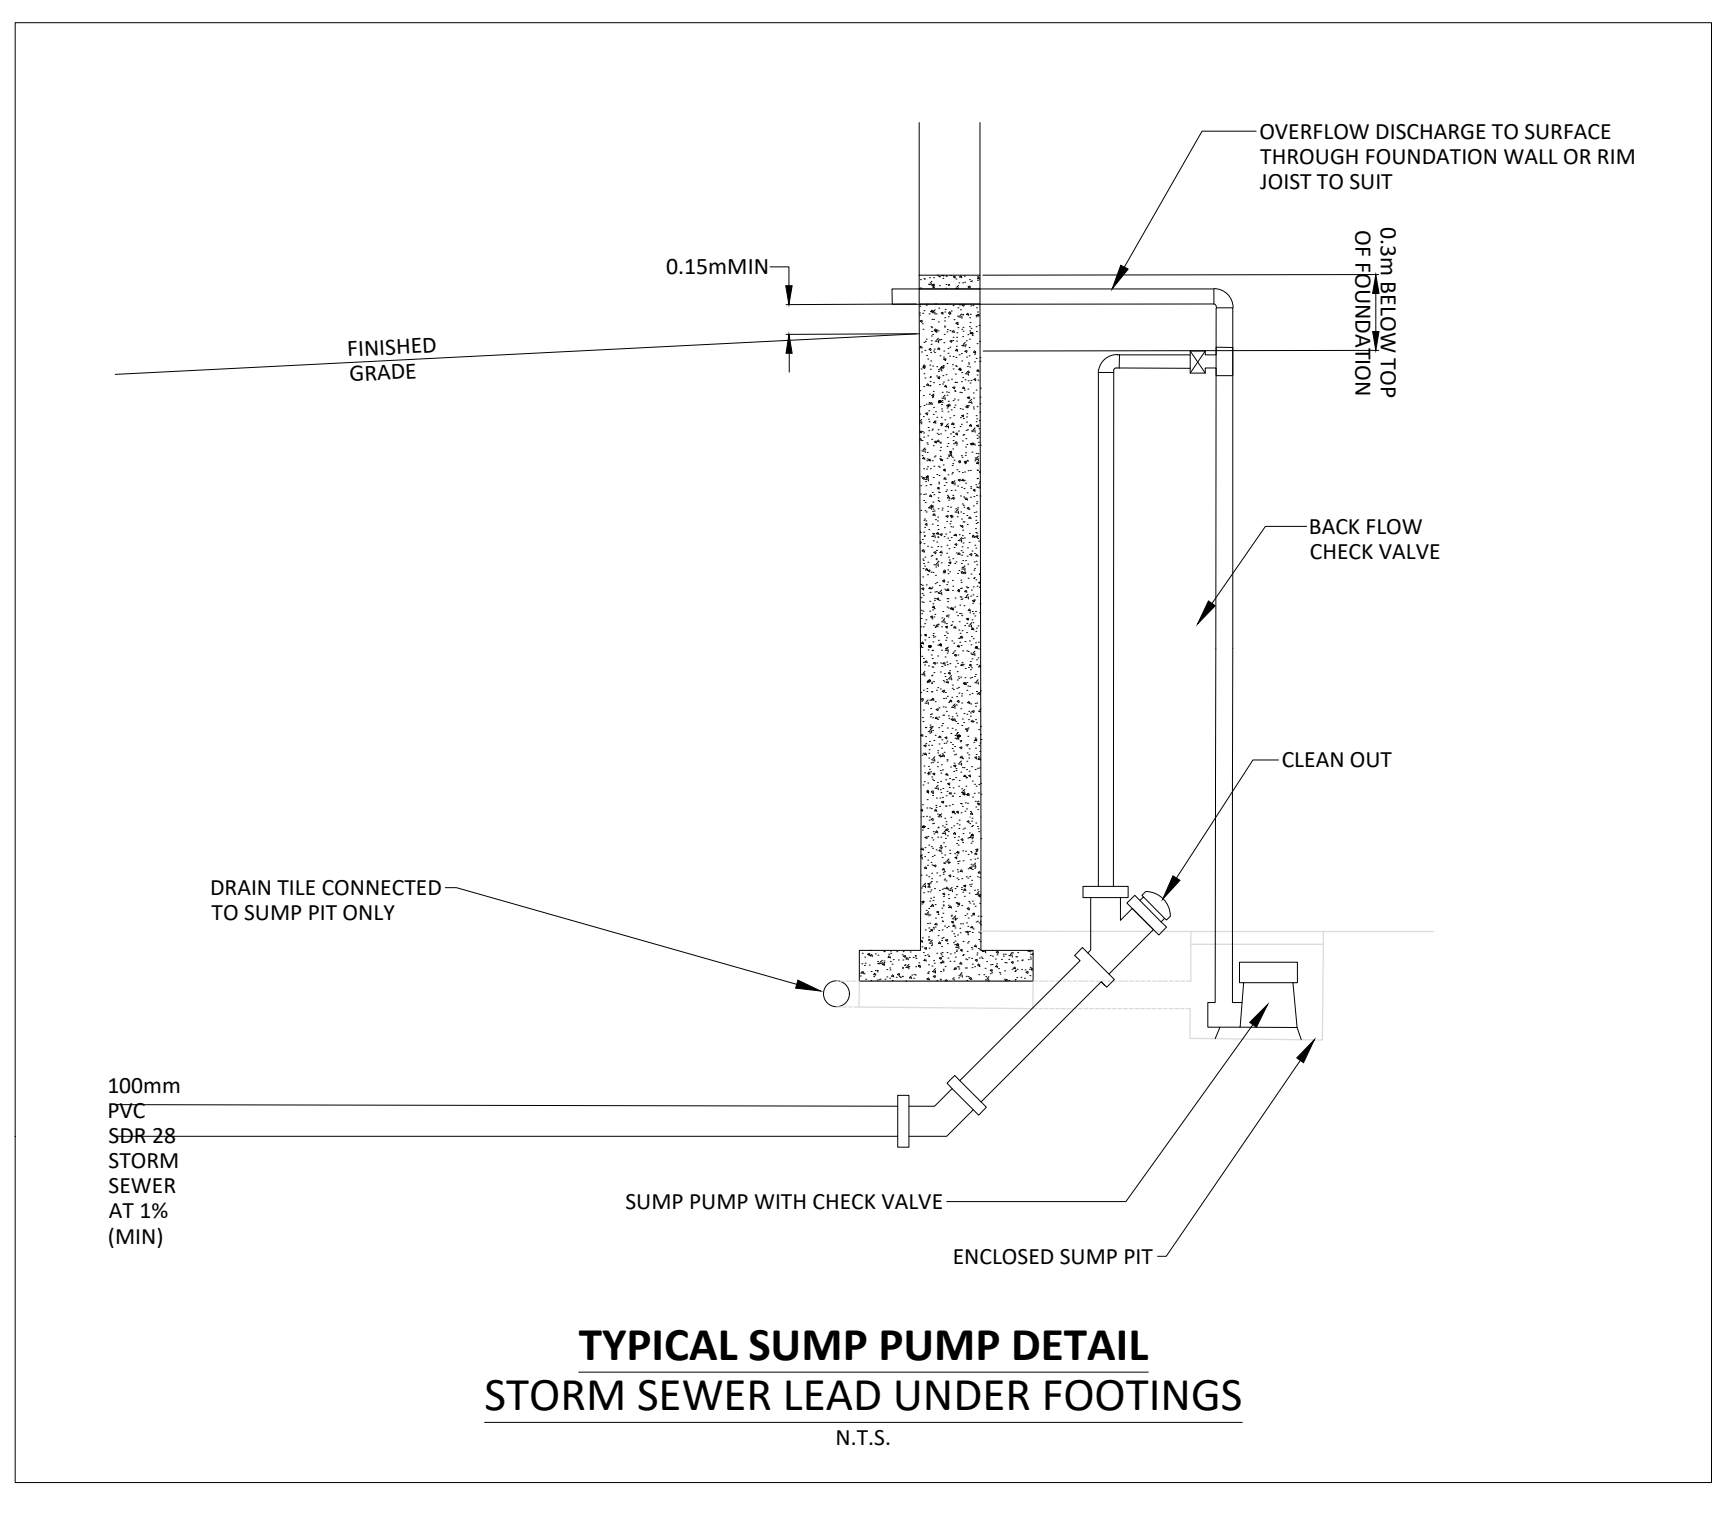 OVERFLOW DISCHARGE TO SURFACE
THROUGH FOUNDATION WALL OR RIM
JOIST TO SUIT
0.3m BELOW TOP
OF FOUNDATION
0.15mMIN
FINISHED
GRADE
BACK FLOW
CHECK VALVE
CLEAN OUT
DRAIN TILE CONNECTED
TO SUMP PIT ONLY
100mm
PVC
SDR 28
STORM
SEWER
AT 1%
(MIN)
SUMP PUMP WITH CHECK VALVE
ENCLOSED SUMP PIT
TYPICAL SUMP PUMP DETAIL
STORM SEWER LEAD UNDER FOOTINGS
N.T.S.